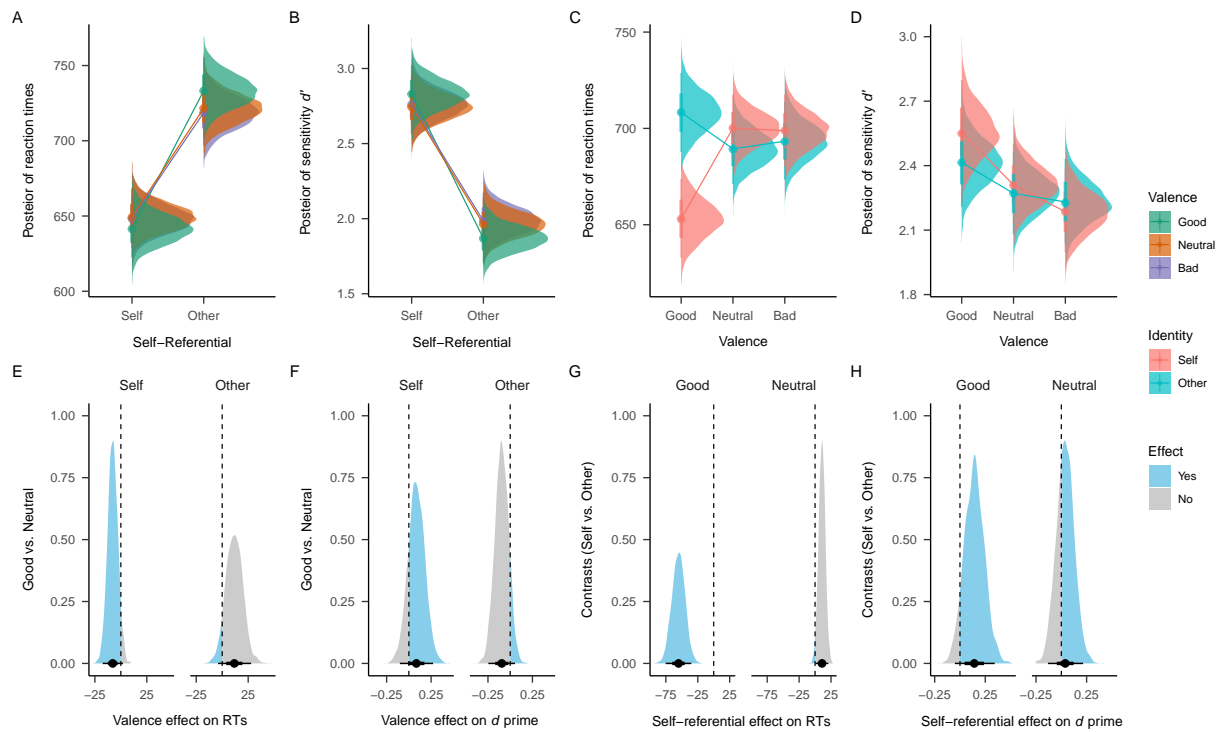 A
B
C
D
Posteior of reaction times
750
700
650
600
Self
Other
Self−Referential
Posteior of sensitivity d'
3.0
2.5
2.0
1.5
Self
Other
Self−Referential
Posteior of reaction times
750
700
650
Good
Neutral
Bad
Valence
Posteior of sensitivity d'
3.0
2.7
2.4
2.1
1.8
Good
Neutral
Bad
Valence
Valence
Good
Neutral
Bad
Identity
Self
Other
Effect
Yes
No
E
Self
Other
Good vs. Neutral
1.00
0.75
0.50
0.25
0.00
−25
25
−25
25
Valence effect on RTs
F
Self
Other
Good vs. Neutral
1.00
0.75
0.50
0.25
0.00
−0.25
0.25
−0.25
0.25
Valence effect on d prime
G
Good
Neutral
Contrasts (Self vs. Other)
1.00
0.75
0.50
0.25
0.00
−75
−25
25
−75
−25
25
Self−referential effect on RTs
H
Good
Neutral
Contrasts (Self vs. Other)
1.00
0.75
0.50
0.25
0.00
−0.25
0.25
−0.25
0.25
Self−referential effect on d prime